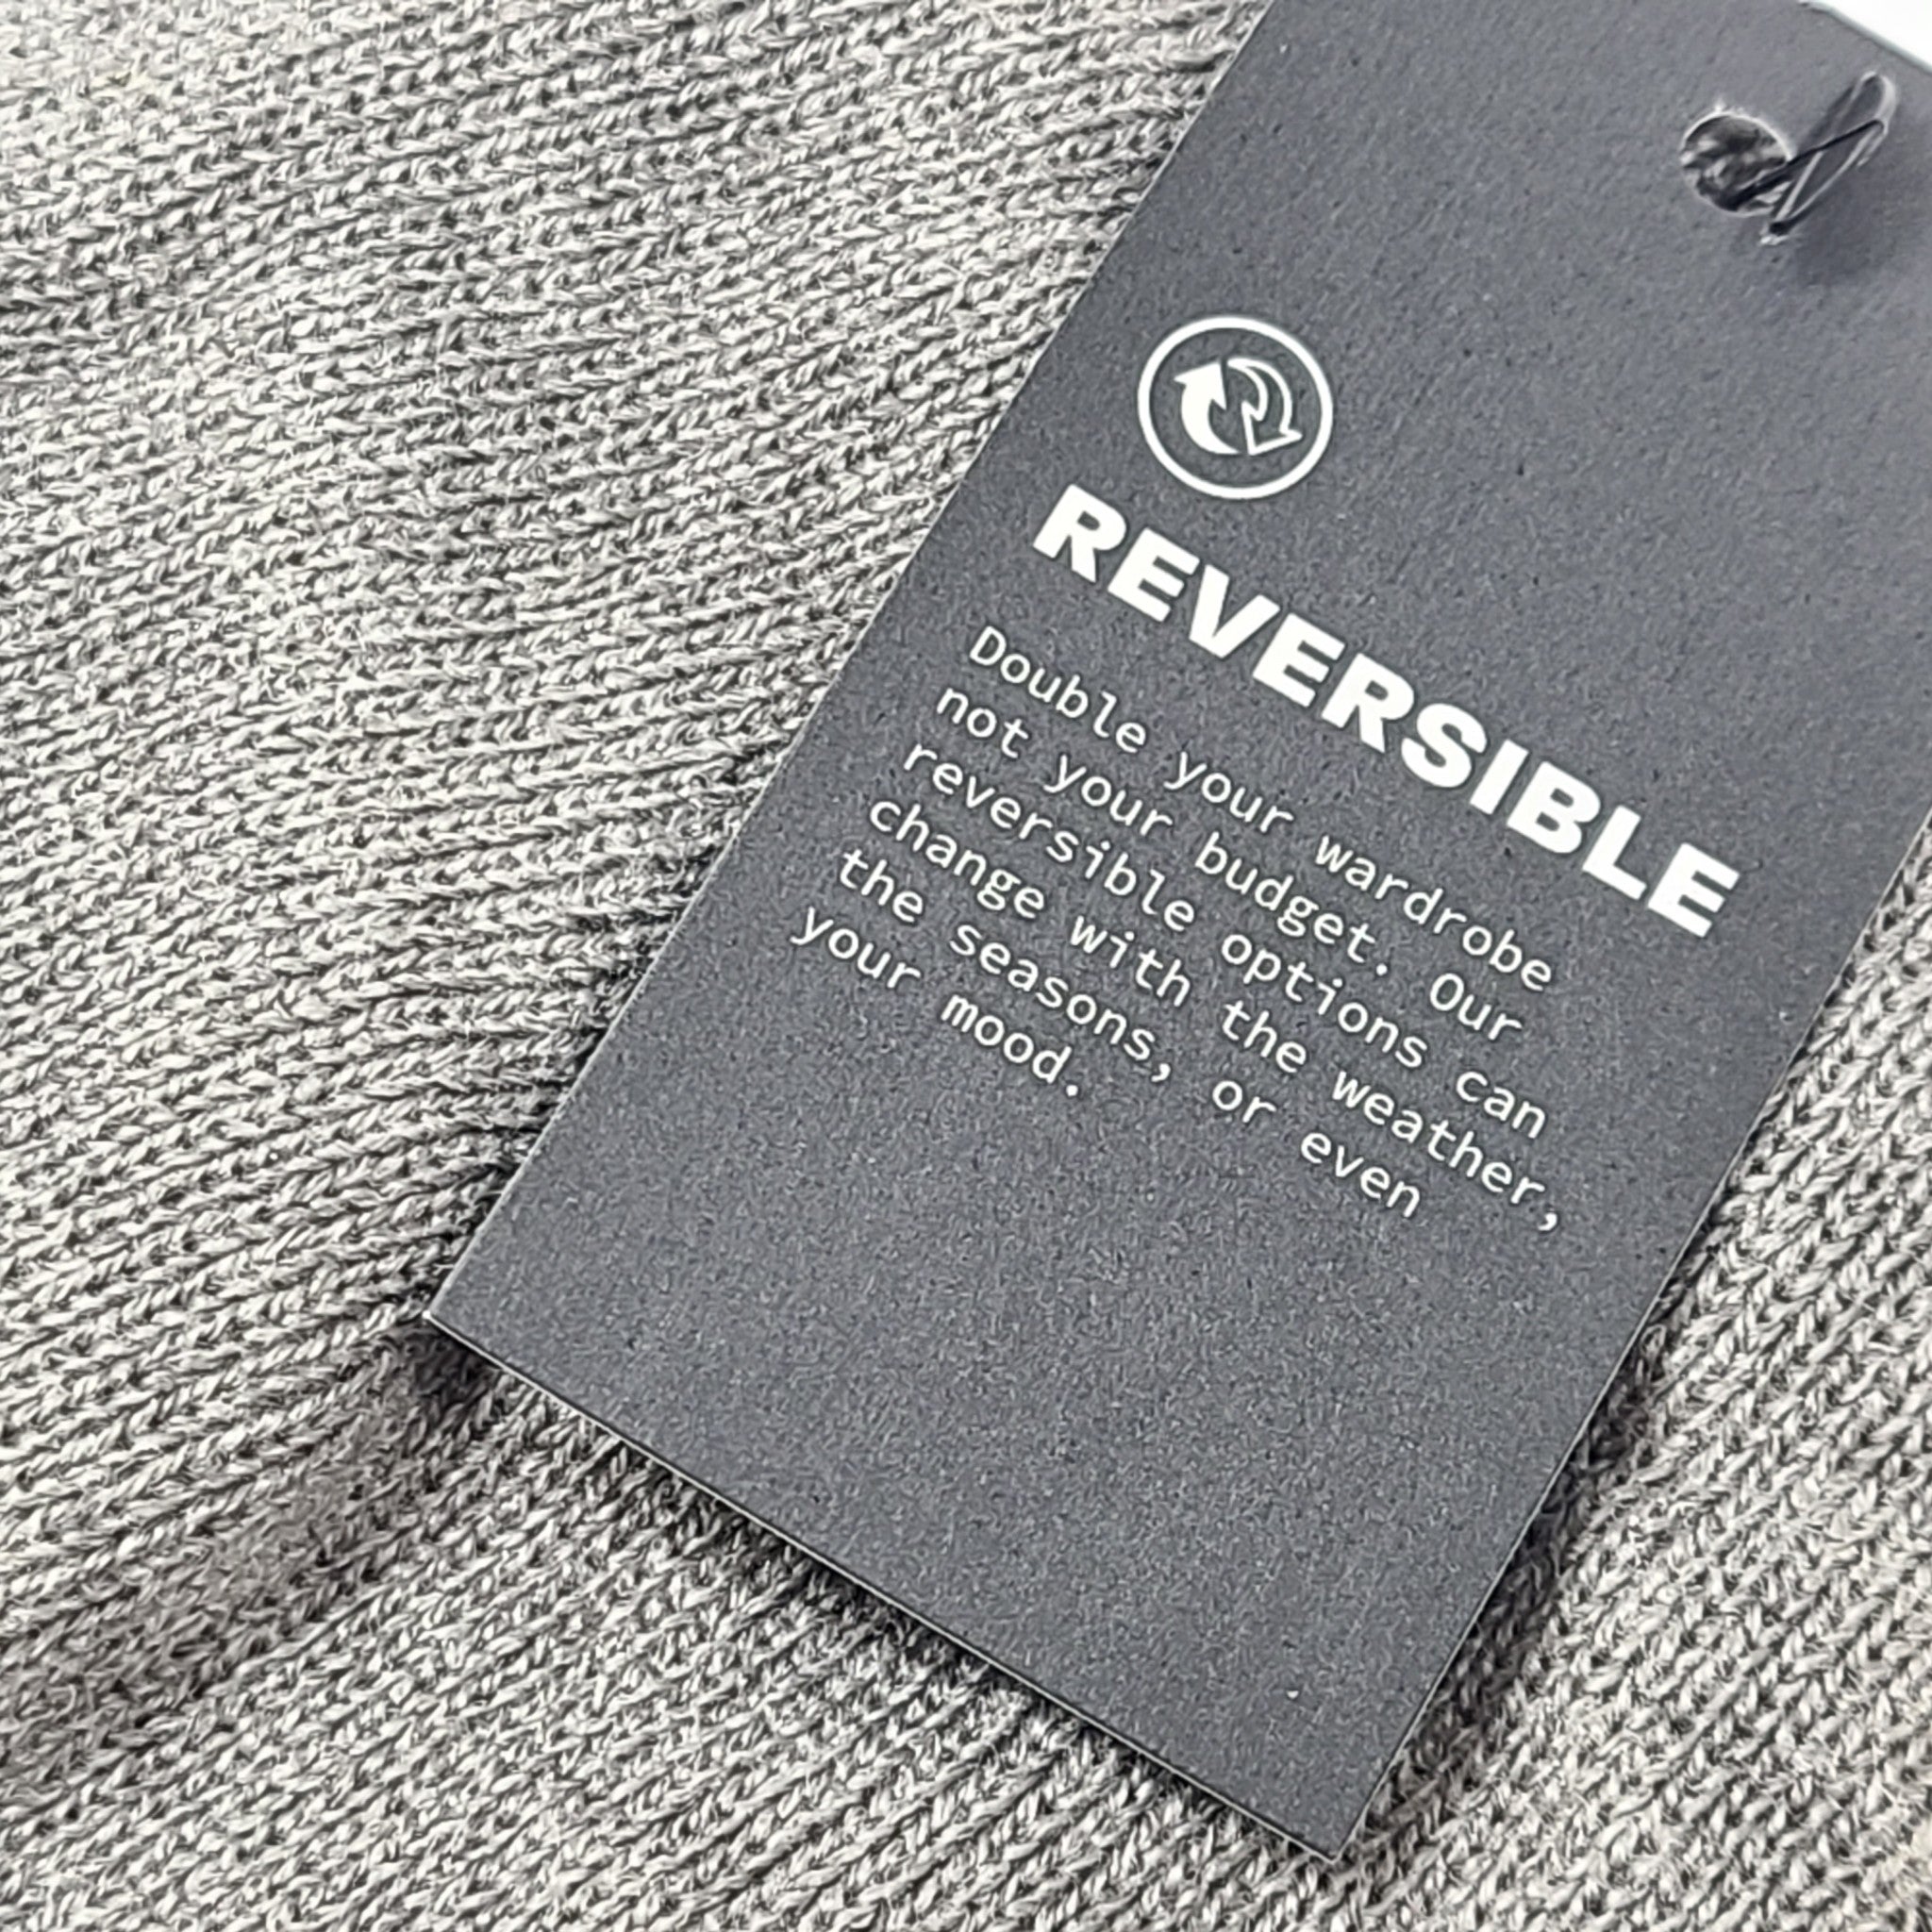 REVERSIBLE
Double your wardrobe
not your budget. Our
reversible options can
change with the weather,
the seasons, or even
your mood.